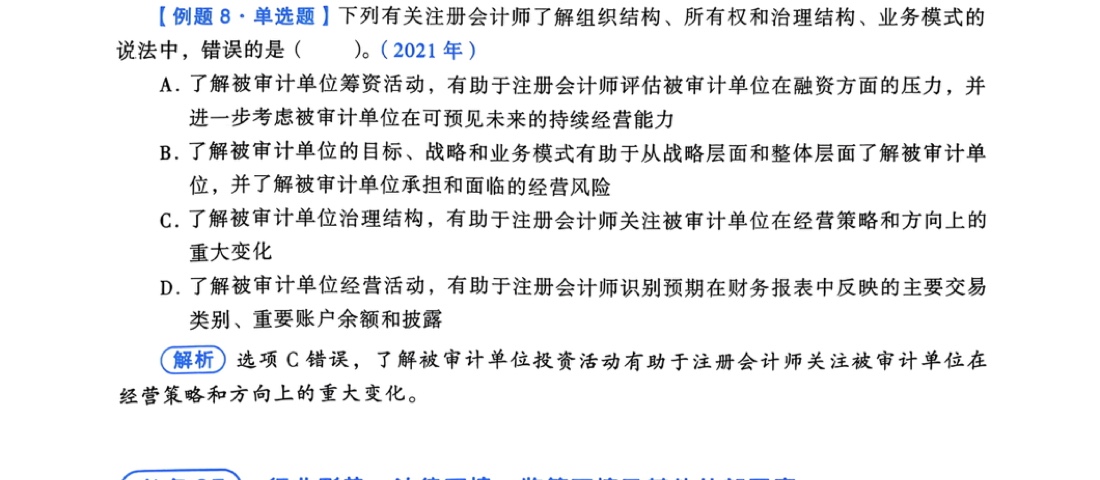 【例题 8·单选题】下列有关注册会计师了解组织结构、所有权和治理结构、业务模式的
说法中，错误的是（　　）。（2021 年）
A. 了解被审计单位筹资活动，有助于注册会计师评估被审计单位在融资方面的压力，并
进一步考虑被审计单位在可预见未来的持续经营能力
B. 了解被审计单位的目标、战略和业务模式有助于从战略层面和整体层面了解被审计单
位，并了解被审计单位承担和面临的经营风险
C. 了解被审计单位治理结构，有助于注册会计师关注被审计单位在经营策略和方向上的
重大变化
D. 了解被审计单位经营活动，有助于注册会计师识别预期在财务报表中反映的主要交易
类别、重要账户余额和披露
解析 选项 C 错误，了解被审计单位投资活动有助于注册会计师关注被审计单位在
经营策略和方向上的重大变化。